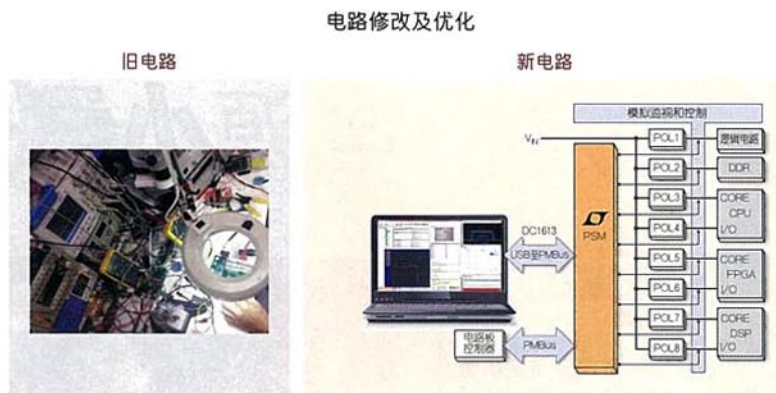 电路修改及优化
旧电路
新电路
模拟监视和控制
VIN
POL1
逻辑电路
POL2
DDR
POL3
CORE
CPU
POL4
I/O
PSM
DC1613
USB至PMBus
POL5
CORE
FPGA
POL6
I/O
POL7
CORE
DSP
POL8
I/O
电路板
控制器
PMBus